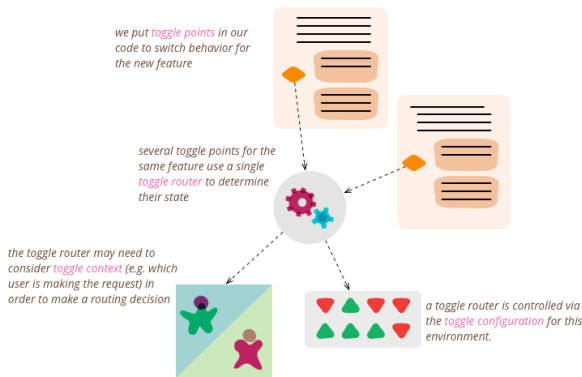 we put toggle points in our
code to switch behavior for
the new feature
several toggle points for the
same feature use a single
toggle router to determine
their state
the toggle router may need to
consider toggle context (e.g. which
user is making the request) in
order to make a routing decision
a toggle router is controlled via
the toggle configuration for this
environment.